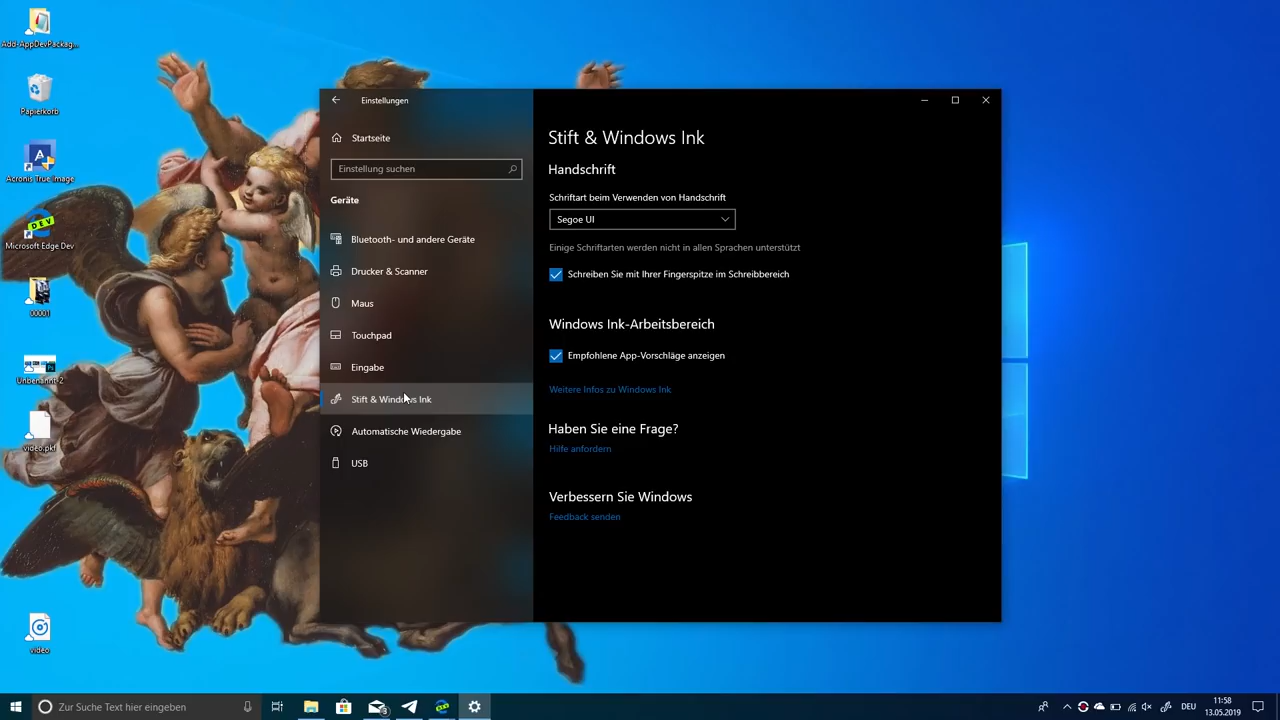 Add-AppDevPackag...
Papierkorb
Acronis True Image
DEV
Microsoft Edge Dev
00001
Unbenannt-2
video.pkf
video
Einstellungen
Startseite
Einstellung suchen
Geräte
Bluetooth- und andere Geräte
Drucker & Scanner
Maus
Touchpad
Eingabe
Stift & Windows Ink
Automatische Wiedergabe
USB
Stift & Windows Ink
Handschrift
Schriftart beim Verwenden von Handschrift
Segoe UI
Einige Schriftarten werden nicht in allen Sprachen unterstützt
Schreiben Sie mit Ihrer Fingerspitze im Schreibbereich
Windows Ink-Arbeitsbereich
Empfohlene App-Vorschläge anzeigen
Weitere Infos zu Windows Ink
Haben Sie eine Frage?
Hilfe anfordern
Verbessern Sie Windows
Feedback senden
Zur Suche Text hier eingeben
DEU
11:58
13.05.2019